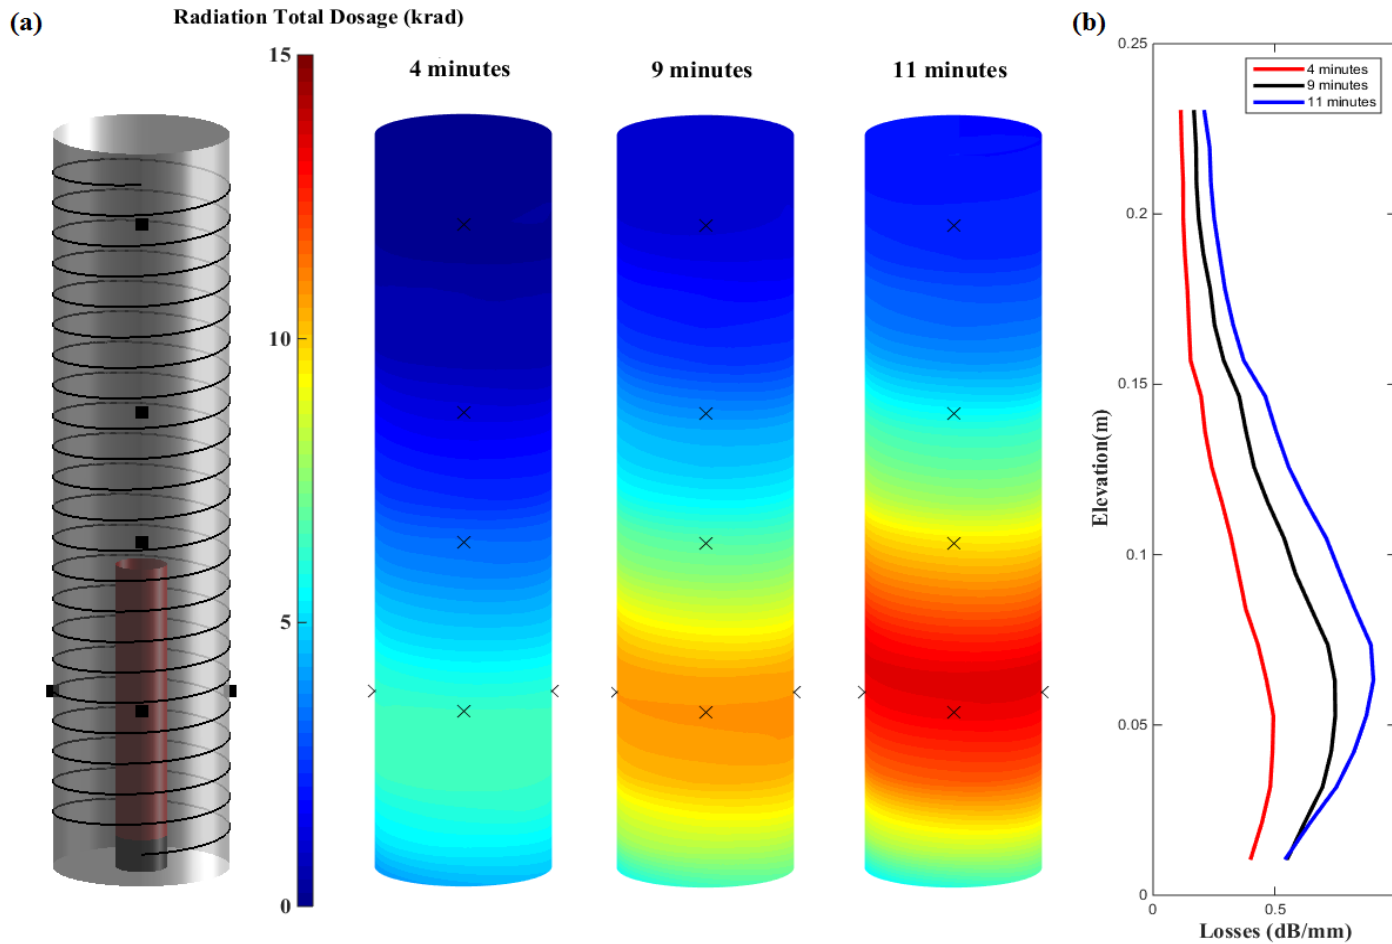 (a)
Radiation Total Dosage (krad)
15
10
5
0
4 minutes
9 minutes
11 minutes
(b)
0.25
0.2
0.15
0.1
0.05
0
0
0.5
Elevation(m)
Losses (dB/mm)
4 minutes
9 minutes
11 minutes